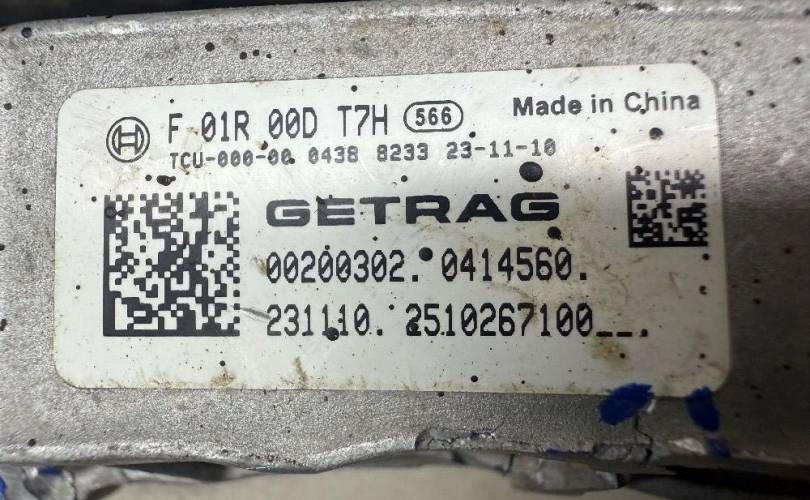 F 01R 00D T7H 566 Made in China
TCU-000-00. 0438 8233 23-11-10
GETRAG
00200302. 0414560.
231110. 2510267100__.